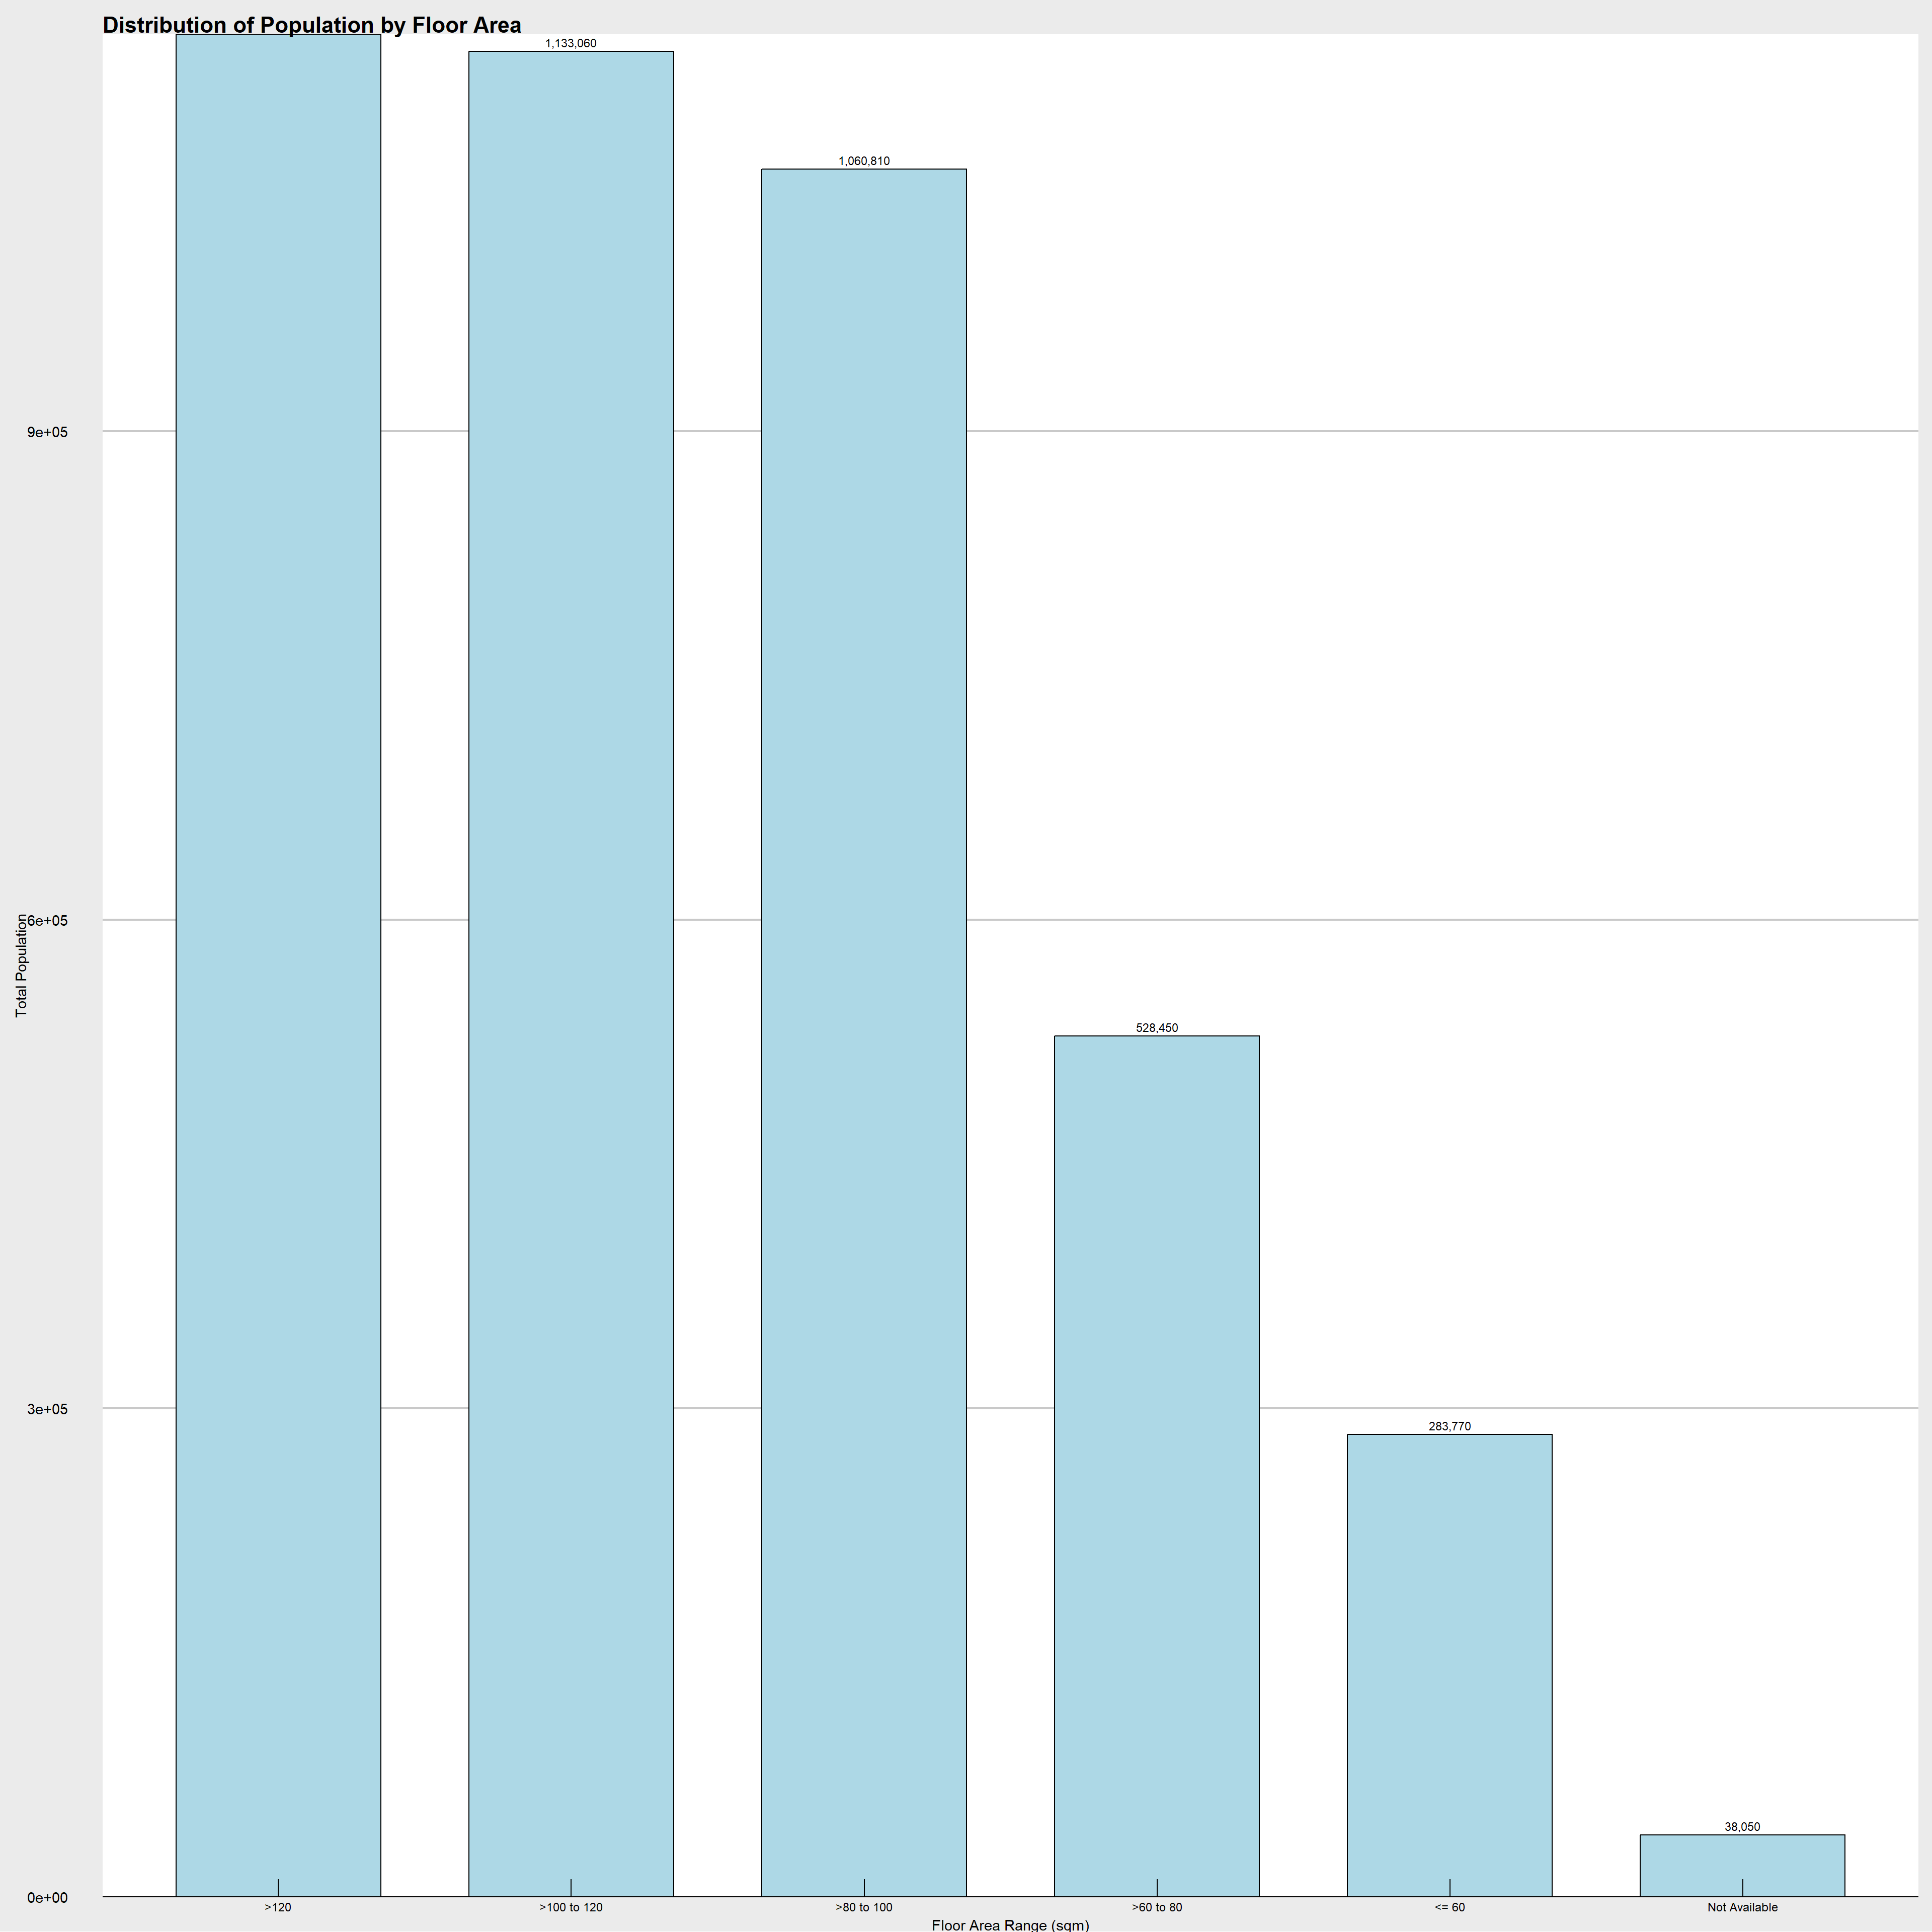 Distribution of Population by Floor Area
1,133,060
1,060,810
9e+05
6e+05
Total Population
528,450
3e+05
283,770
38,050
0e+00
>120
>100 to 120
>80 to 100
>60 to 80
<= 60
Not Available
Floor Area Range (sqm)